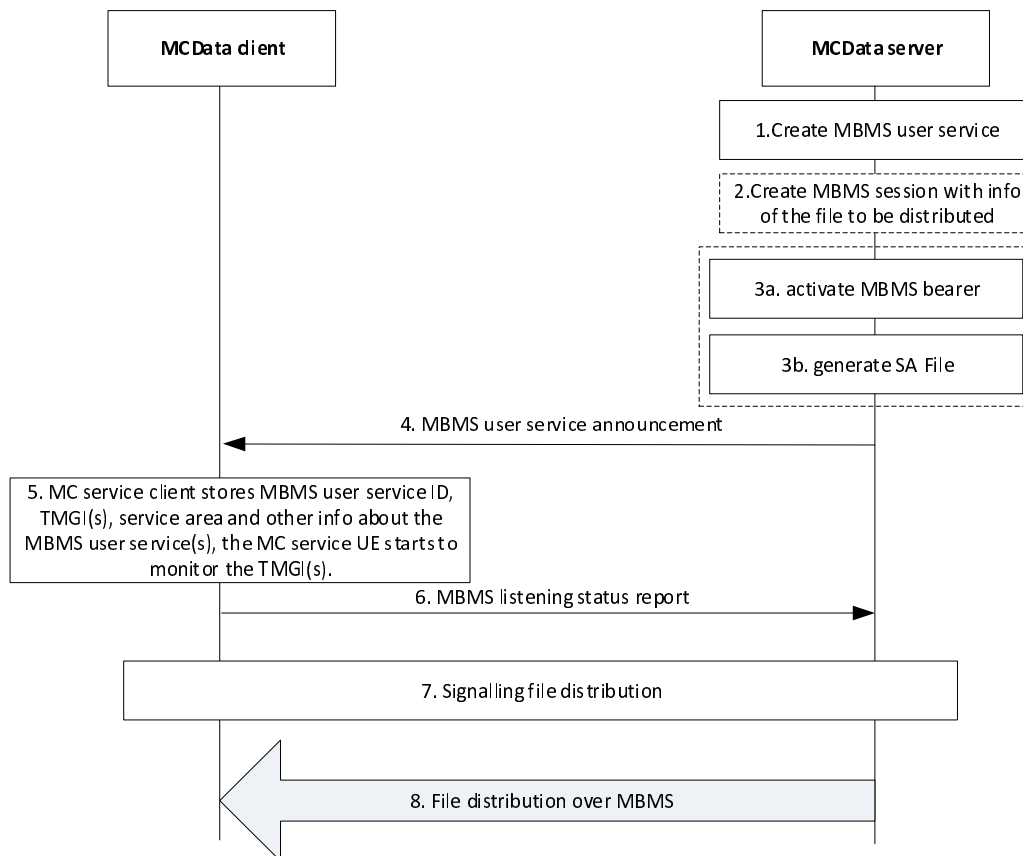 MCData client
MCData server
1.Create MBMS user service
2.Create MBMS session with info
of the file to be distributed
3a. activate MBMS bearer
3b. generate SA File
4. MBMS user service announcement
5. MC service client stores MBMS user service ID,
TMGI(s), service area and other info about the
MBMS user service(s), the MC service UE starts to
monitor the TMGI(s).
6. MBMS listening status report
7. Signalling file distribution
8. File distribution over MBMS